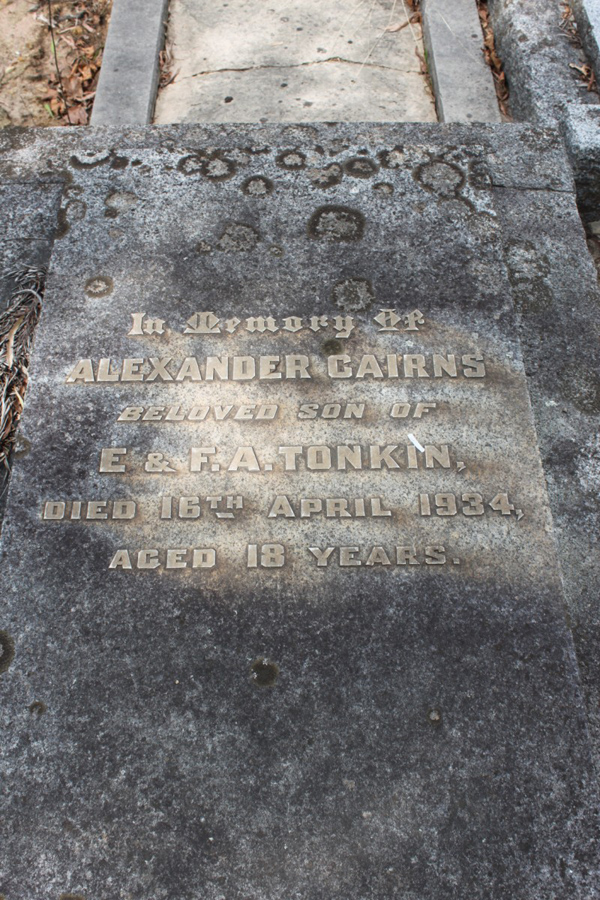 In Memory Of
ALEXANDER CAIRNS
BELOVED SON OF
E & F.A. TONKIN,
DIED 16TH APRIL 1934,
AGED 18 YEARS.